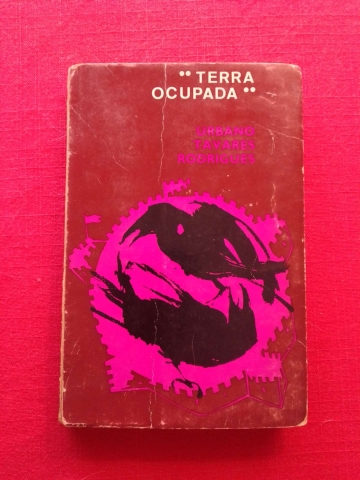 "TERRA
OCUPADA"
URBANO
TAVARES
RODRIGUES